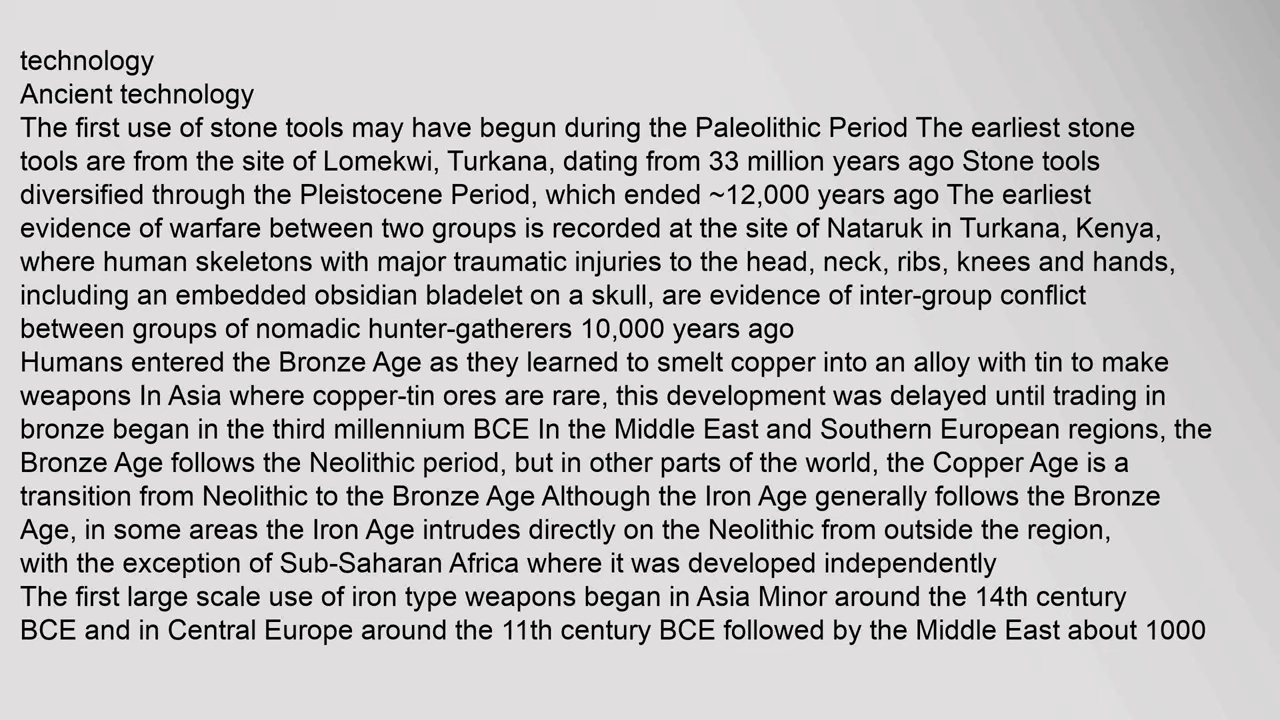 technology
Ancient technology
The first use of stone tools may have begun during the Paleolithic Period The earliest stone
tools are from the site of Lomekwi, Turkana, dating from 33 million years ago Stone tools
diversified through the Pleistocene Period, which ended ~12,000 years ago The earliest
evidence of warfare between two groups is recorded at the site of Nataruk in Turkana, Kenya,
where human skeletons with major traumatic injuries to the head, neck, ribs, knees and hands,
including an embedded obsidian bladelet on a skull, are evidence of inter-group conflict
between groups of nomadic hunter-gatherers 10,000 years ago
Humans entered the Bronze Age as they learned to smelt copper into an alloy with tin to make
weapons In Asia where copper-tin ores are rare, this development was delayed until trading in
bronze began in the third millennium BCE In the Middle East and Southern European regions, the
Bronze Age follows the Neolithic period, but in other parts of the world, the Copper Age is a
transition from Neolithic to the Bronze Age Although the Iron Age generally follows the Bronze
Age, in some areas the Iron Age intrudes directly on the Neolithic from outside the region,
with the exception of Sub-Saharan Africa where it was developed independently
The first large scale use of iron type weapons began in Asia Minor around the 14th century
BCE and in Central Europe around the 11th century BCE followed by the Middle East about 1000